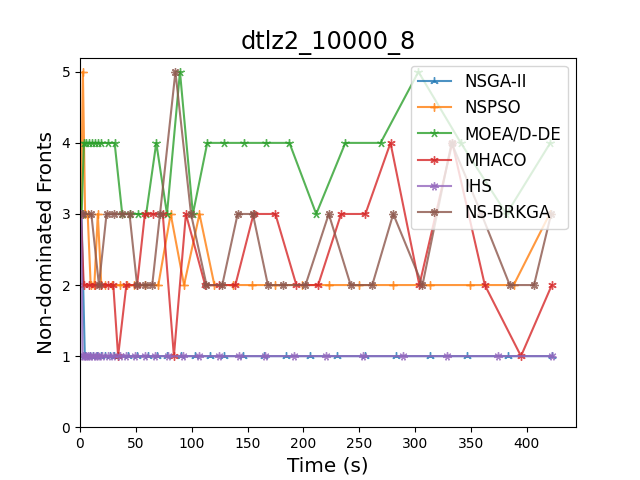 dtlz2_10000_8
Non-dominated Fronts
5
4
3
2
1
0
0 50 100 150 200 250 300 350 400
Time (s)
NSGA-II
NSPSO
MOEA/D-DE
MHACO
IHS
NS-BRKGA